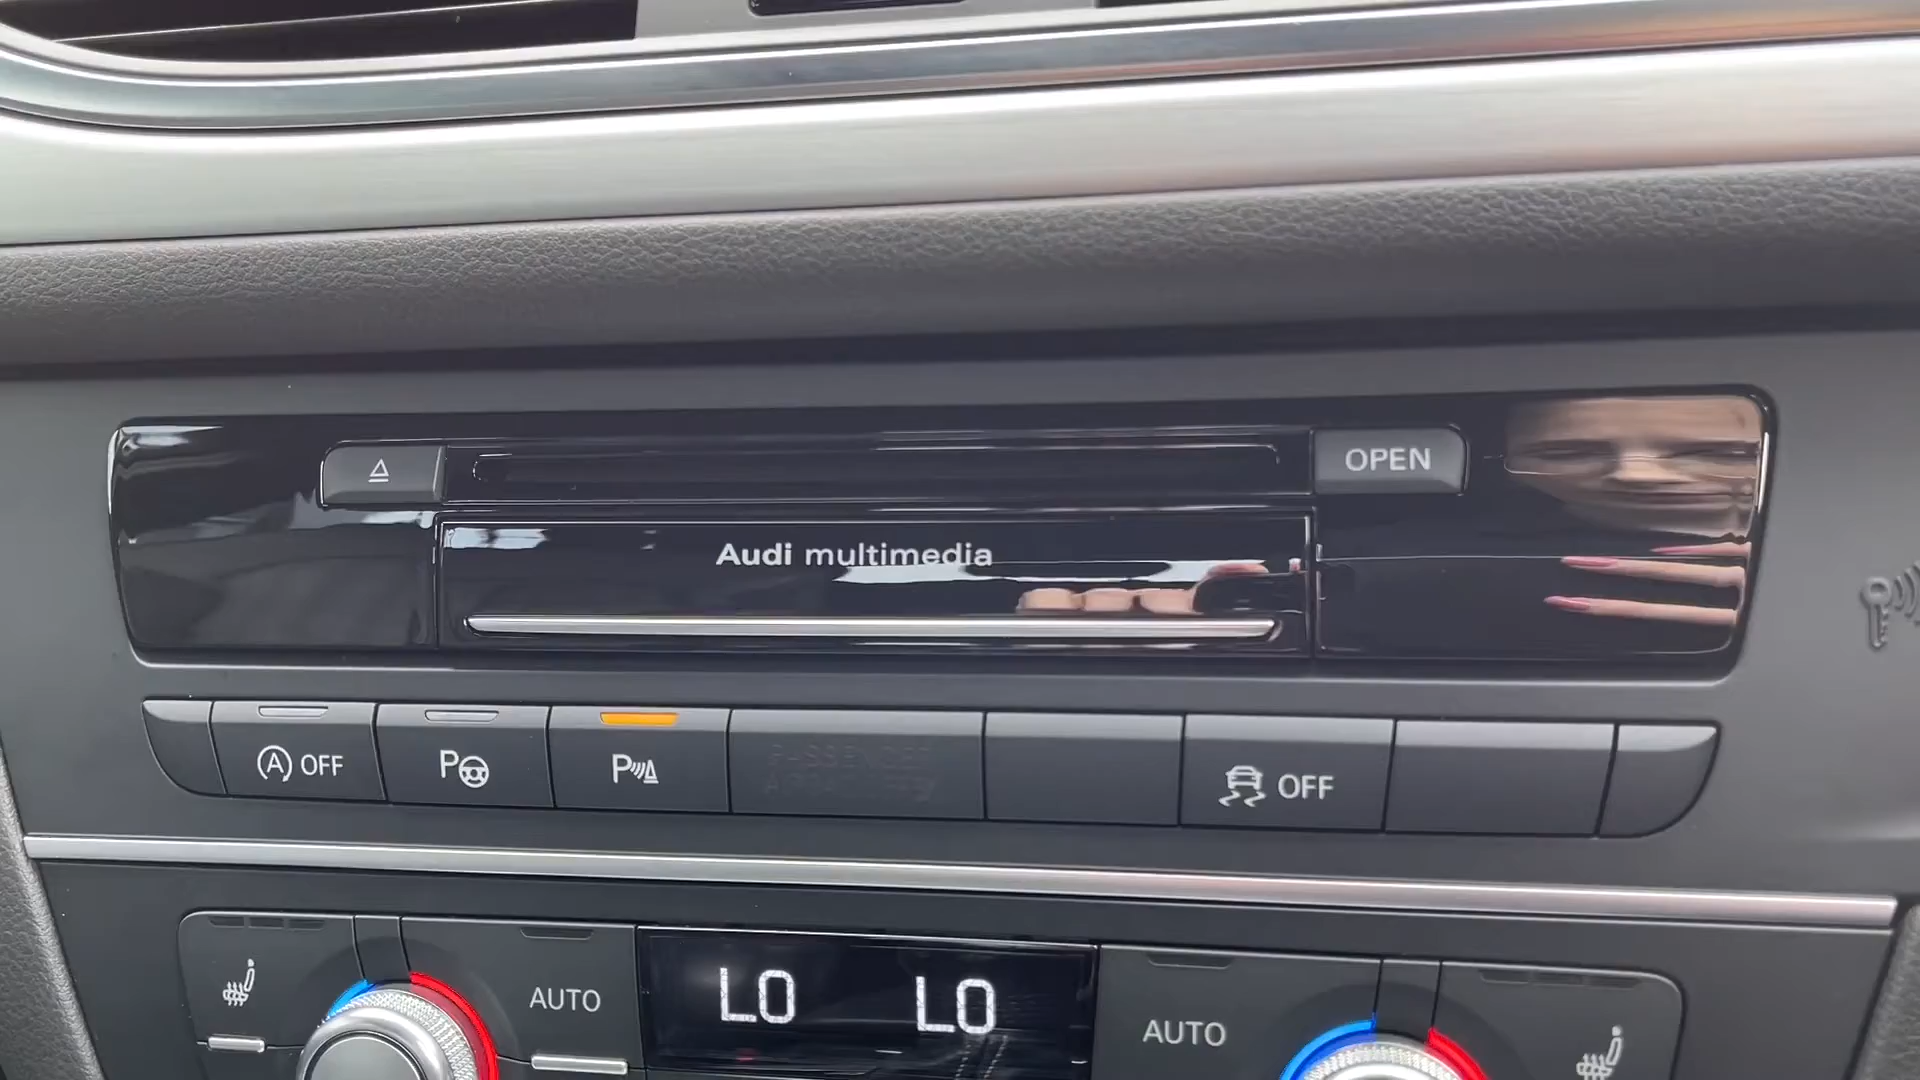 OPEN
Audi multimedia
A OFF
P
P
OFF
AUTO
LO
LO
AUTO